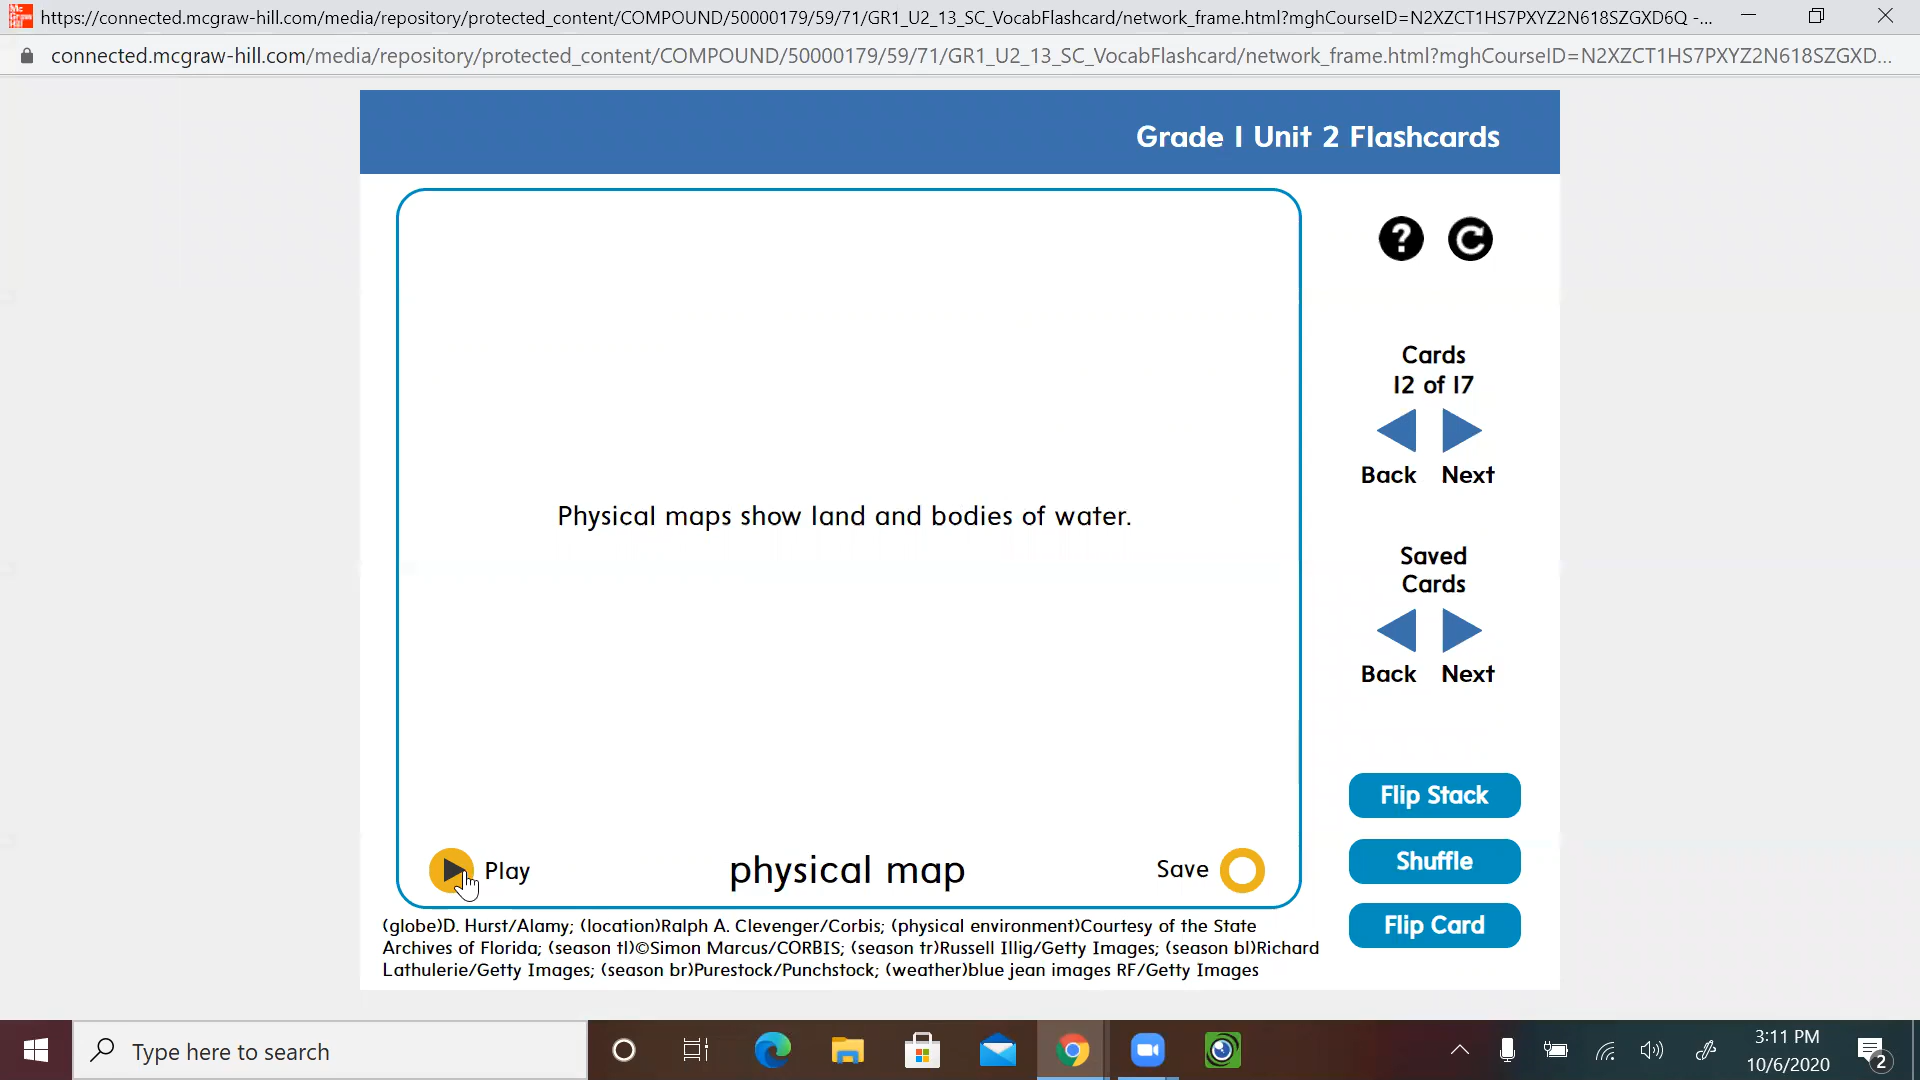 https://connected.mcgraw-hill.com/media/repository/protected_content/COMPOUND/50000179/59/71/GR1_U2_13_SC_VocabFlashcard/network_frame.html?mghCourseID=N2XZCT1HS7PXYZ2N618SZGXD6Q -...
connected.mcgraw-hill.com/media/repository/protected_content/COMPOUND/50000179/59/71/GR1_U2_13_SC_VocabFlashcard/network_frame.html?mghCourseID=N2XZCT1HS7PXYZ2N618SZGXD...
Grade 1 Unit 2 Flashcards
?
Cards
12 of 17
Back Next
Physical maps show land and bodies of water.
Saved
Cards
Back Next
Flip Stack
Shuffle
Flip Card
Play
physical map
Save
(globe)D. Hurst/Alamy; (location)Ralph A. Clevenger/Corbis; (physical environment)Courtesy of the State
Archives of Florida; (season tl)©Simon Marcus/CORBIS; (season tr)Russell Illig/Getty Images; (season bl)Richard
Lathulerie/Getty Images; (season br)Purestock/Punchstock; (weather)blue jean images RF/Getty Images
Type here to search
3:11 PM
10/6/2020
2